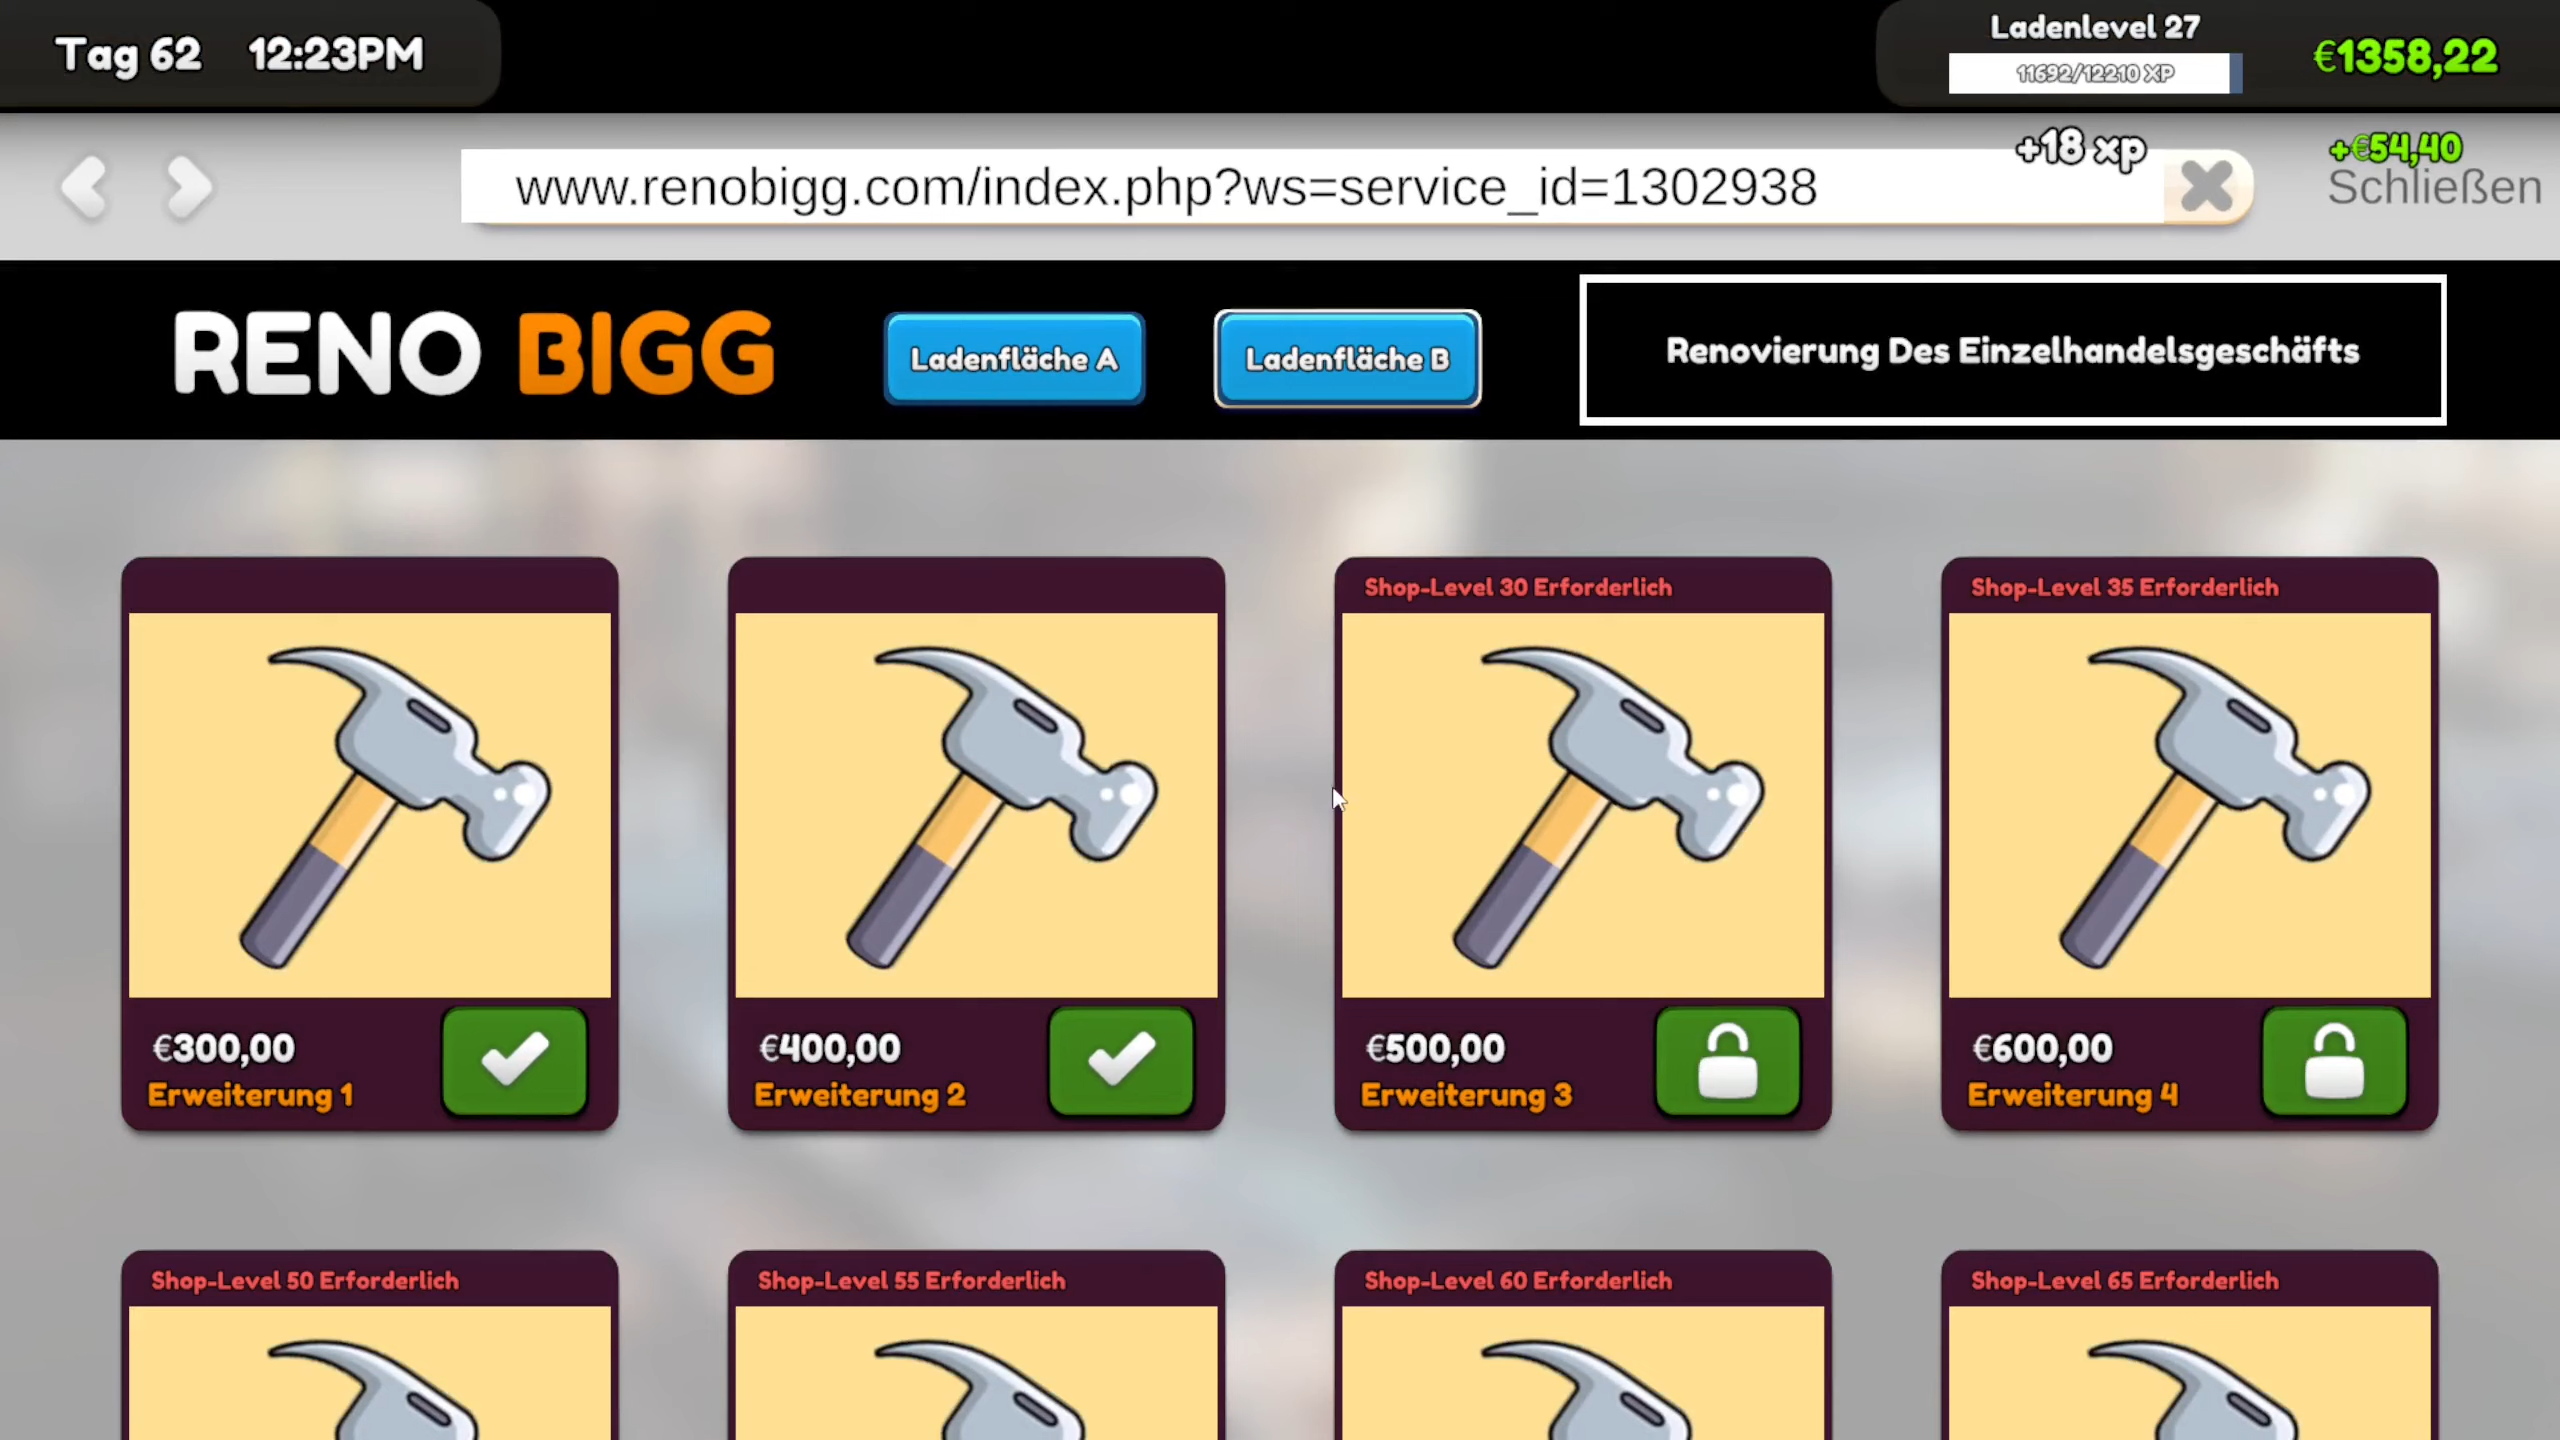 Tag 62 12:23PM
Ladenlevel 27
11692/12210 XP
€1358,22
+18 xp
+€54,40
www.renobigg.com/index.php?ws=service_id=1302938
Schließen
RENO BIGG
Ladenfläche A
Ladenfläche B
Renovierung Des Einzelhandelsgeschäfts
Shop-Level 30 Erforderlich
Shop-Level 35 Erforderlich
€300,00
Erweiterung 1
€400,00
Erweiterung 2
€500,00
Erweiterung 3
€600,00
Erweiterung 4
Shop-Level 50 Erforderlich
Shop-Level 55 Erforderlich
Shop-Level 60 Erforderlich
Shop-Level 65 Erforderlich